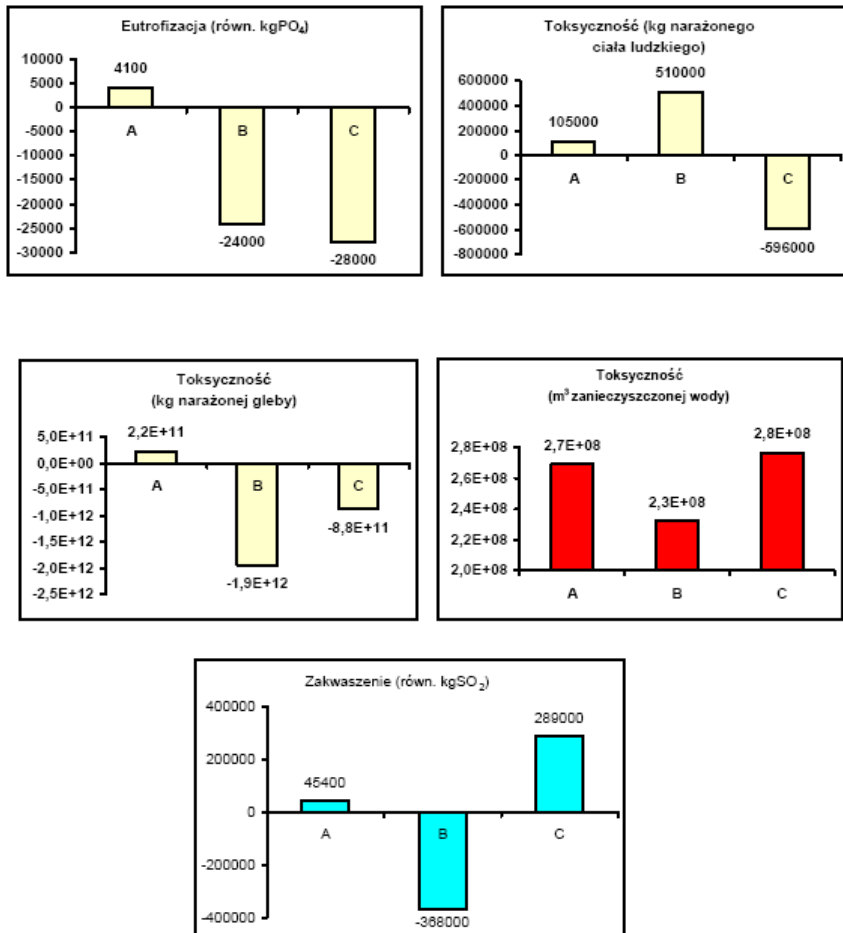 Eutrofizacja (równ. kgPO₄)
10000
5000
0
-5000
-10000
-15000
-20000
-25000
-30000
4100
A
B
C
-24000
-28000
Toksyczność (kg narażonego
ciała ludzkiego)
600000
400000
200000
0
-200000
-400000
-600000
-800000
105000
510000
A
B
C
-596000
Toksyczność
(kg narażonej gleby)
5,0E+11
0,0E+00
-5,0E+11
-1,0E+12
-1,5E+12
-2,0E+12
-2,5E+12
2,2E+11
A
B
C
-1,9E+12
-8,8E+11
Toksyczność
(m³ zanieczyszczonej wody)
2,8E+08
2,6E+08
2,4E+08
2,2E+08
2,0E+08
2,7E+08
2,3E+08
2,8E+08
A
B
C
Zakwaszenie (równ. kgSO₂)
400000
200000
0
-200000
-400000
45400
289000
A
B
C
-368000